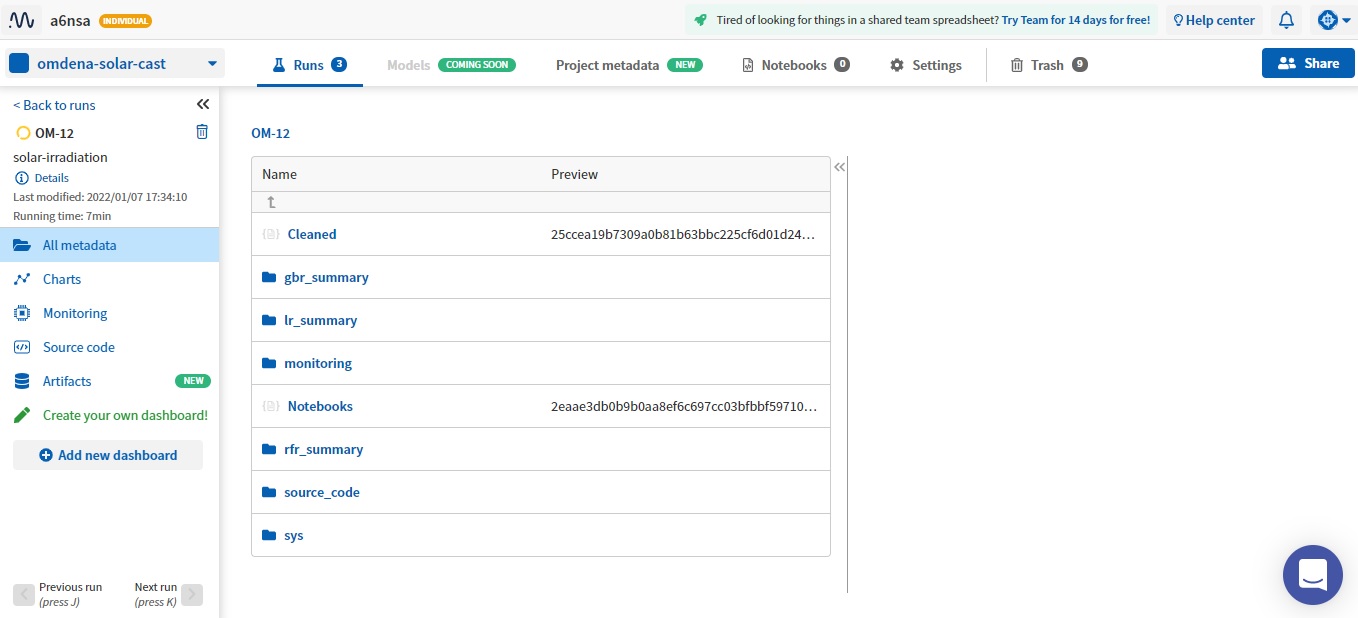 a6nsa INDIVIDUAL
Tired of looking for things in a shared team spreadsheet? Try Team for 14 days for free!
Help center
omdena-solar-cast
Runs 3
Models COMING SOON
Project metadata NEW
Notebooks 0
Settings
Trash 9
Share
< Back to runs
OM-12
solar-irradiation
Details
Last modified: 2022/01/07 17:34:10
Running time: 7min
All metadata
Charts
Monitoring
Source code
Artifacts NEW
Create your own dashboard!
Add new dashboard
Previous run
(press J)
Next run
(press K)
OM-12
Name Preview
Cleaned 25ccea19b7309a0b81b63bbc225cf6d01d24...
gbr_summary
lr_summary
monitoring
Notebooks 2eaae3db0b9b0aa8ef6c697cc03bfbbf59710...
rfr_summary
source_code
sys